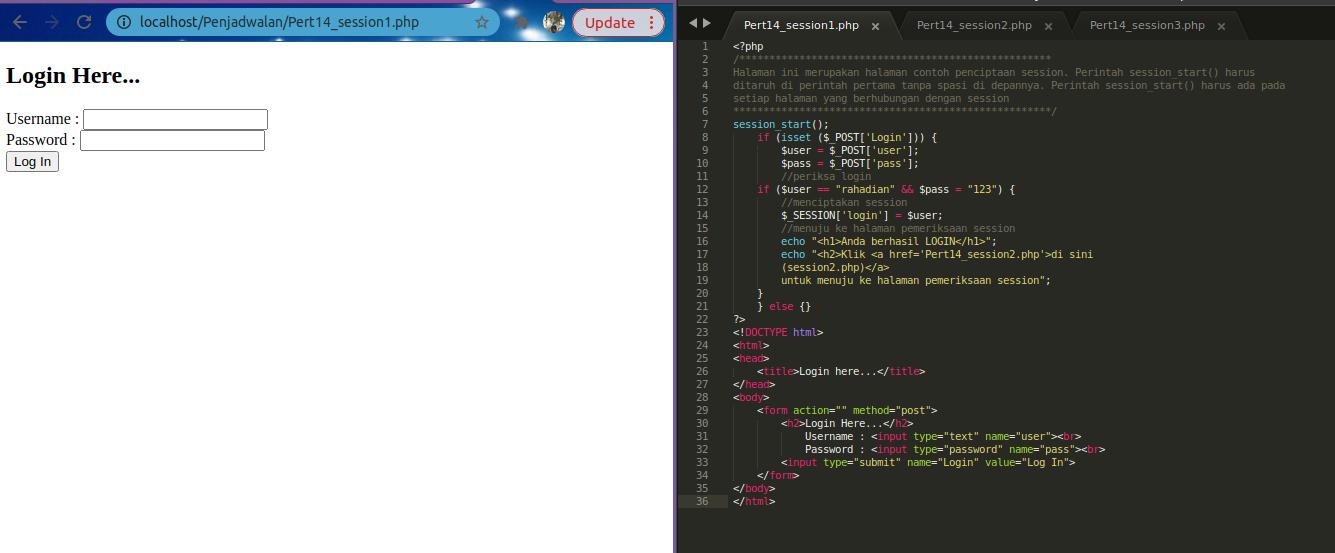 localhost/Penjadwalan/Pert14_session1.php
Update
Login Here...
Username :
Password :
Log In
Pert14_session1.php
Pert14_session2.php
Pert14_session3.php
1 <?php
2 /****************************************************
3 Halaman ini merupakan halaman contoh penciptaan session. Perintah session_start() harus
4 ditaruh di perintah pertama tanpa spasi di depannya. Perintah session_start() harus ada pada
5 setiap halaman yang berhubungan dengan session
6 *****************************************************/
7 session_start();
8 if (isset ($_POST['Login'])) {
9 $user = $_POST['user'];
10 $pass = $_POST['pass'];
11 //periksa login
12 if ($user == "rahadian" && $pass = "123") {
13 //menciptakan session
14 $_SESSION['login'] = $user;
15 //menuju ke halaman pemeriksaan session
16 echo "<h1>Anda berhasil LOGIN</h1>";
17 echo "<h2>Klik <a href='Pert14_session2.php'>di sini
18 (session2.php)</a>
19 untuk menuju ke halaman pemeriksaan session";
20 }
21 } else {}
22 ?>
23 <!DOCTYPE html>
24 <html>
25 <head>
26 <title>Login here...</title>
27 </head>
28 <body>
29 <form action="" method="post">
30 <h2>Login Here...</h2>
31 Username : <input type="text" name="user"><br>
32 Password : <input type="password" name="pass"><br>
33 <input type="submit" name="Login" value="Log In">
34 </form>
35 </body>
36 </html>